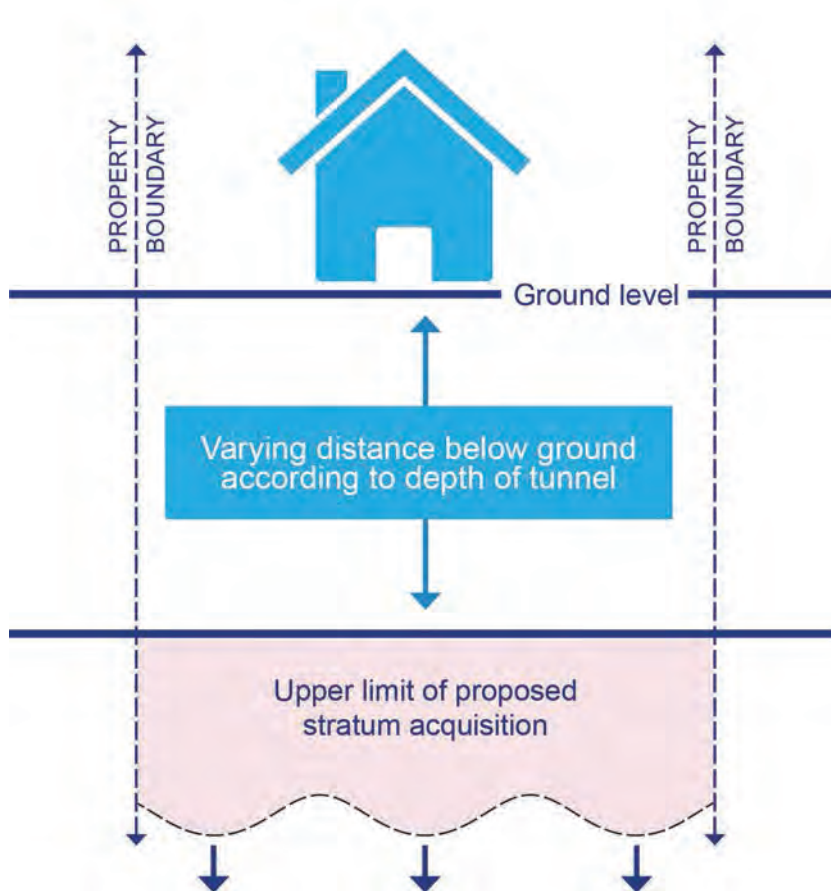 PROPERTY
BOUNDARY
PROPERTY
BOUNDARY
Ground level
Varying distance below ground
according to depth of tunnel
Upper limit of proposed
stratum acquisition